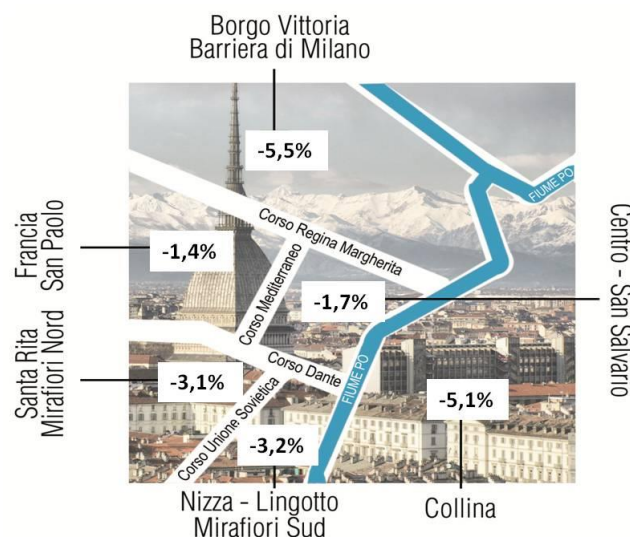 Borgo Vittoria
Barriera di Milano
-5,5%
FIUME PO
Corso Regina Margherita
Francia
San Paolo
-1,4%
Corso Mediterraneo
-1,7%
Centro - San Salvario
Santa Rita
Mirafiori Nord
-3,1%
Corso Dante
FIUME PO
Corso Unione Sovietica
-3,2%
-5,1%
Nizza - Lingotto
Mirafiori Sud
Collina